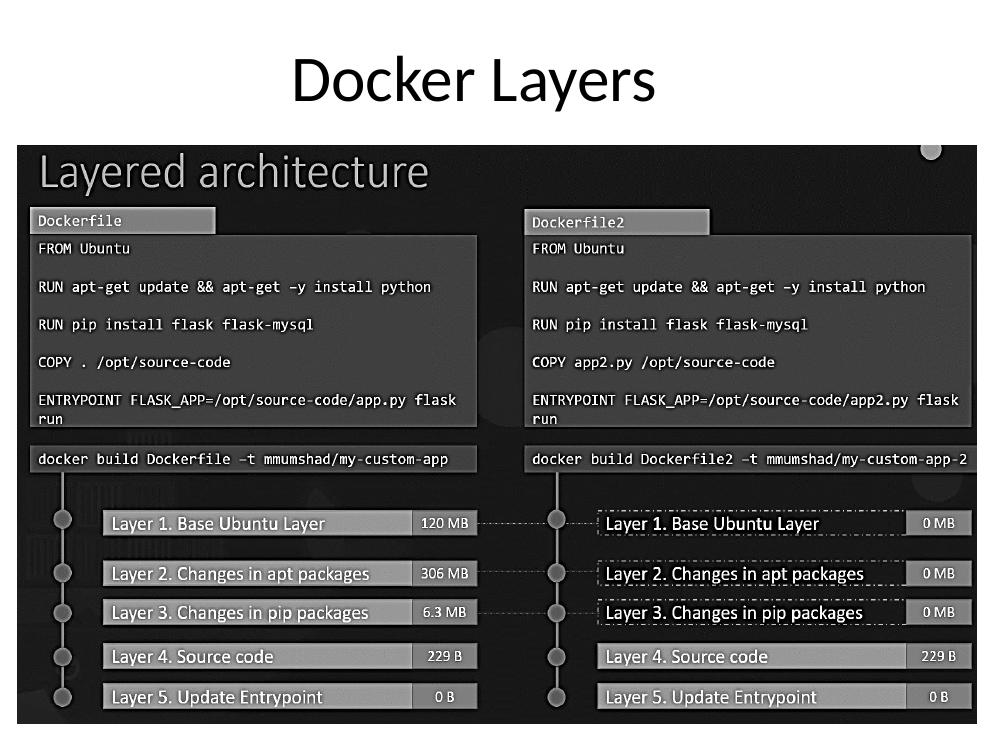 Docker Layers
Layered architecture
Dockerfile
FROM Ubuntu
RUN apt-get update && apt-get –y install python
RUN pip install flask flask-mysql
COPY . /opt/source-code
ENTRYPOINT FLASK_APP=/opt/source-code/app.py flask
run
docker build Dockerfile –t mmumshad/my-custom-app
Layer 1. Base Ubuntu Layer 120 MB
Layer 2. Changes in apt packages 306 MB
Layer 3. Changes in pip packages 6.3 MB
Layer 4. Source code 229 B
Layer 5. Update Entrypoint 0 B
Dockerfile2
FROM Ubuntu
RUN apt-get update && apt-get –y install python
RUN pip install flask flask-mysql
COPY app2.py /opt/source-code
ENTRYPOINT FLASK_APP=/opt/source-code/app2.py flask
run
docker build Dockerfile2 –t mmumshad/my-custom-app-2
Layer 1. Base Ubuntu Layer 0 MB
Layer 2. Changes in apt packages 0 MB
Layer 3. Changes in pip packages 0 MB
Layer 4. Source code 229 B
Layer 5. Update Entrypoint 0 B